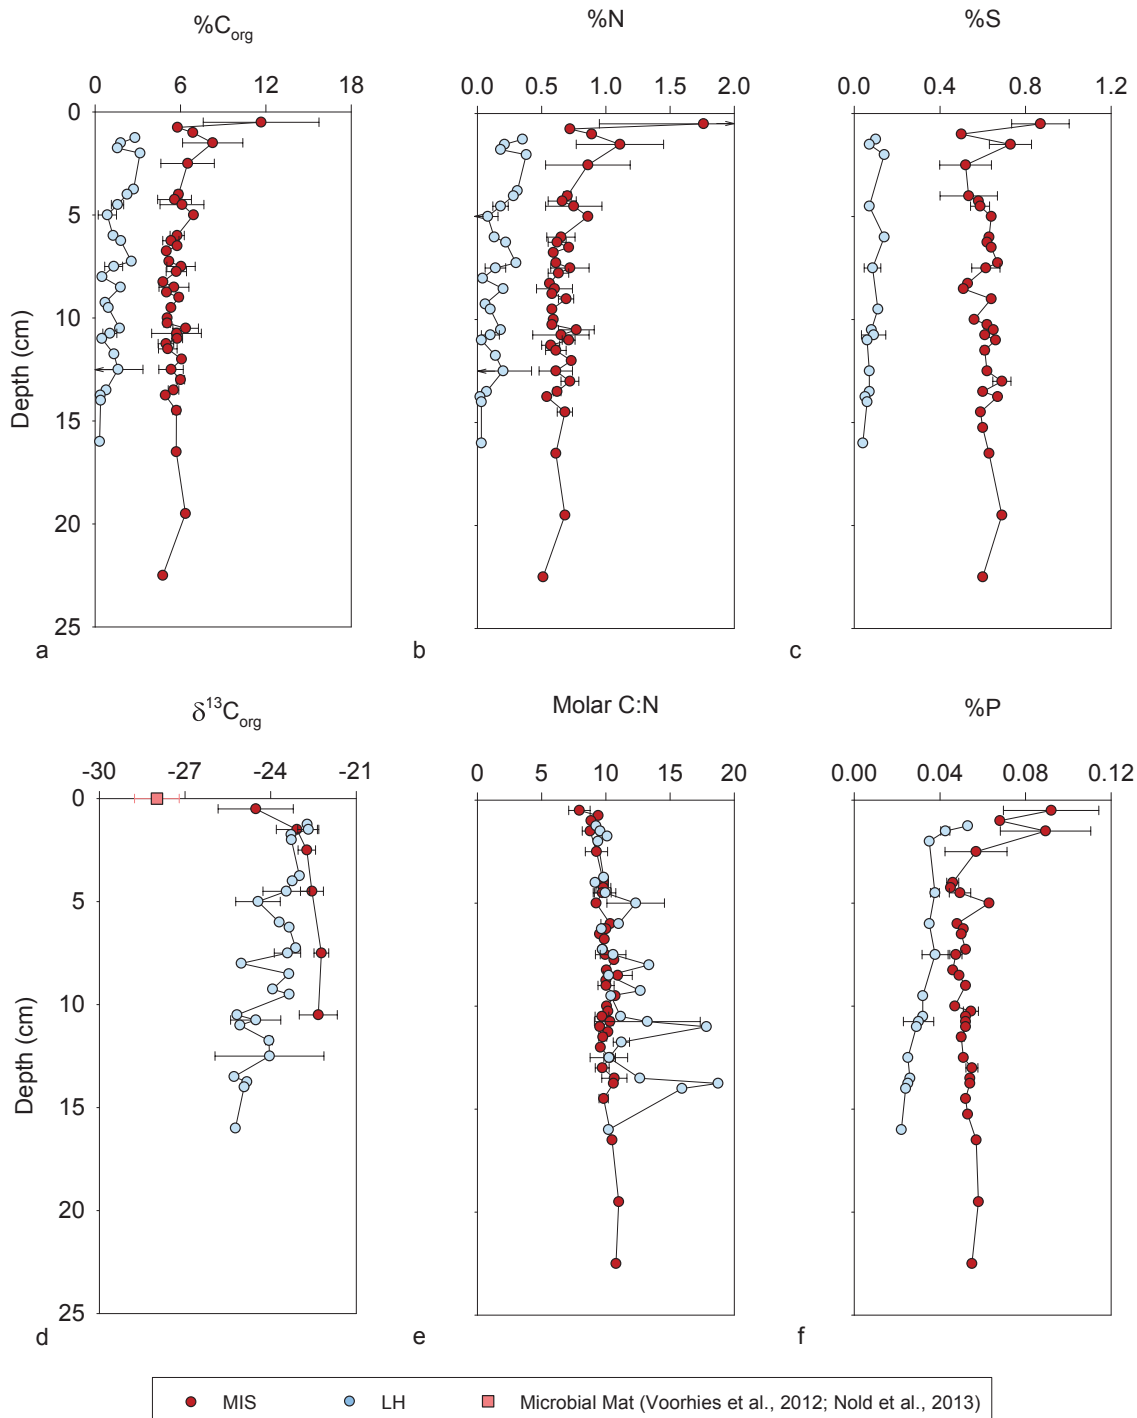 %Corg %N %S
0 6 12 18 0.0 0.5 1.0 1.5 2.0 0.0 0.4 0.8 1.2
0
5
10
15
20
25
Depth (cm)
a b c
δ13Corg Molar C:N %P
-30 -27 -24 -21 0 5 10 15 20 0.00 0.04 0.08 0.12
0
5
10
15
20
25
Depth (cm)
d e f
MIS LH Microbial Mat (Voorhies et al., 2012; Nold et al., 2013)